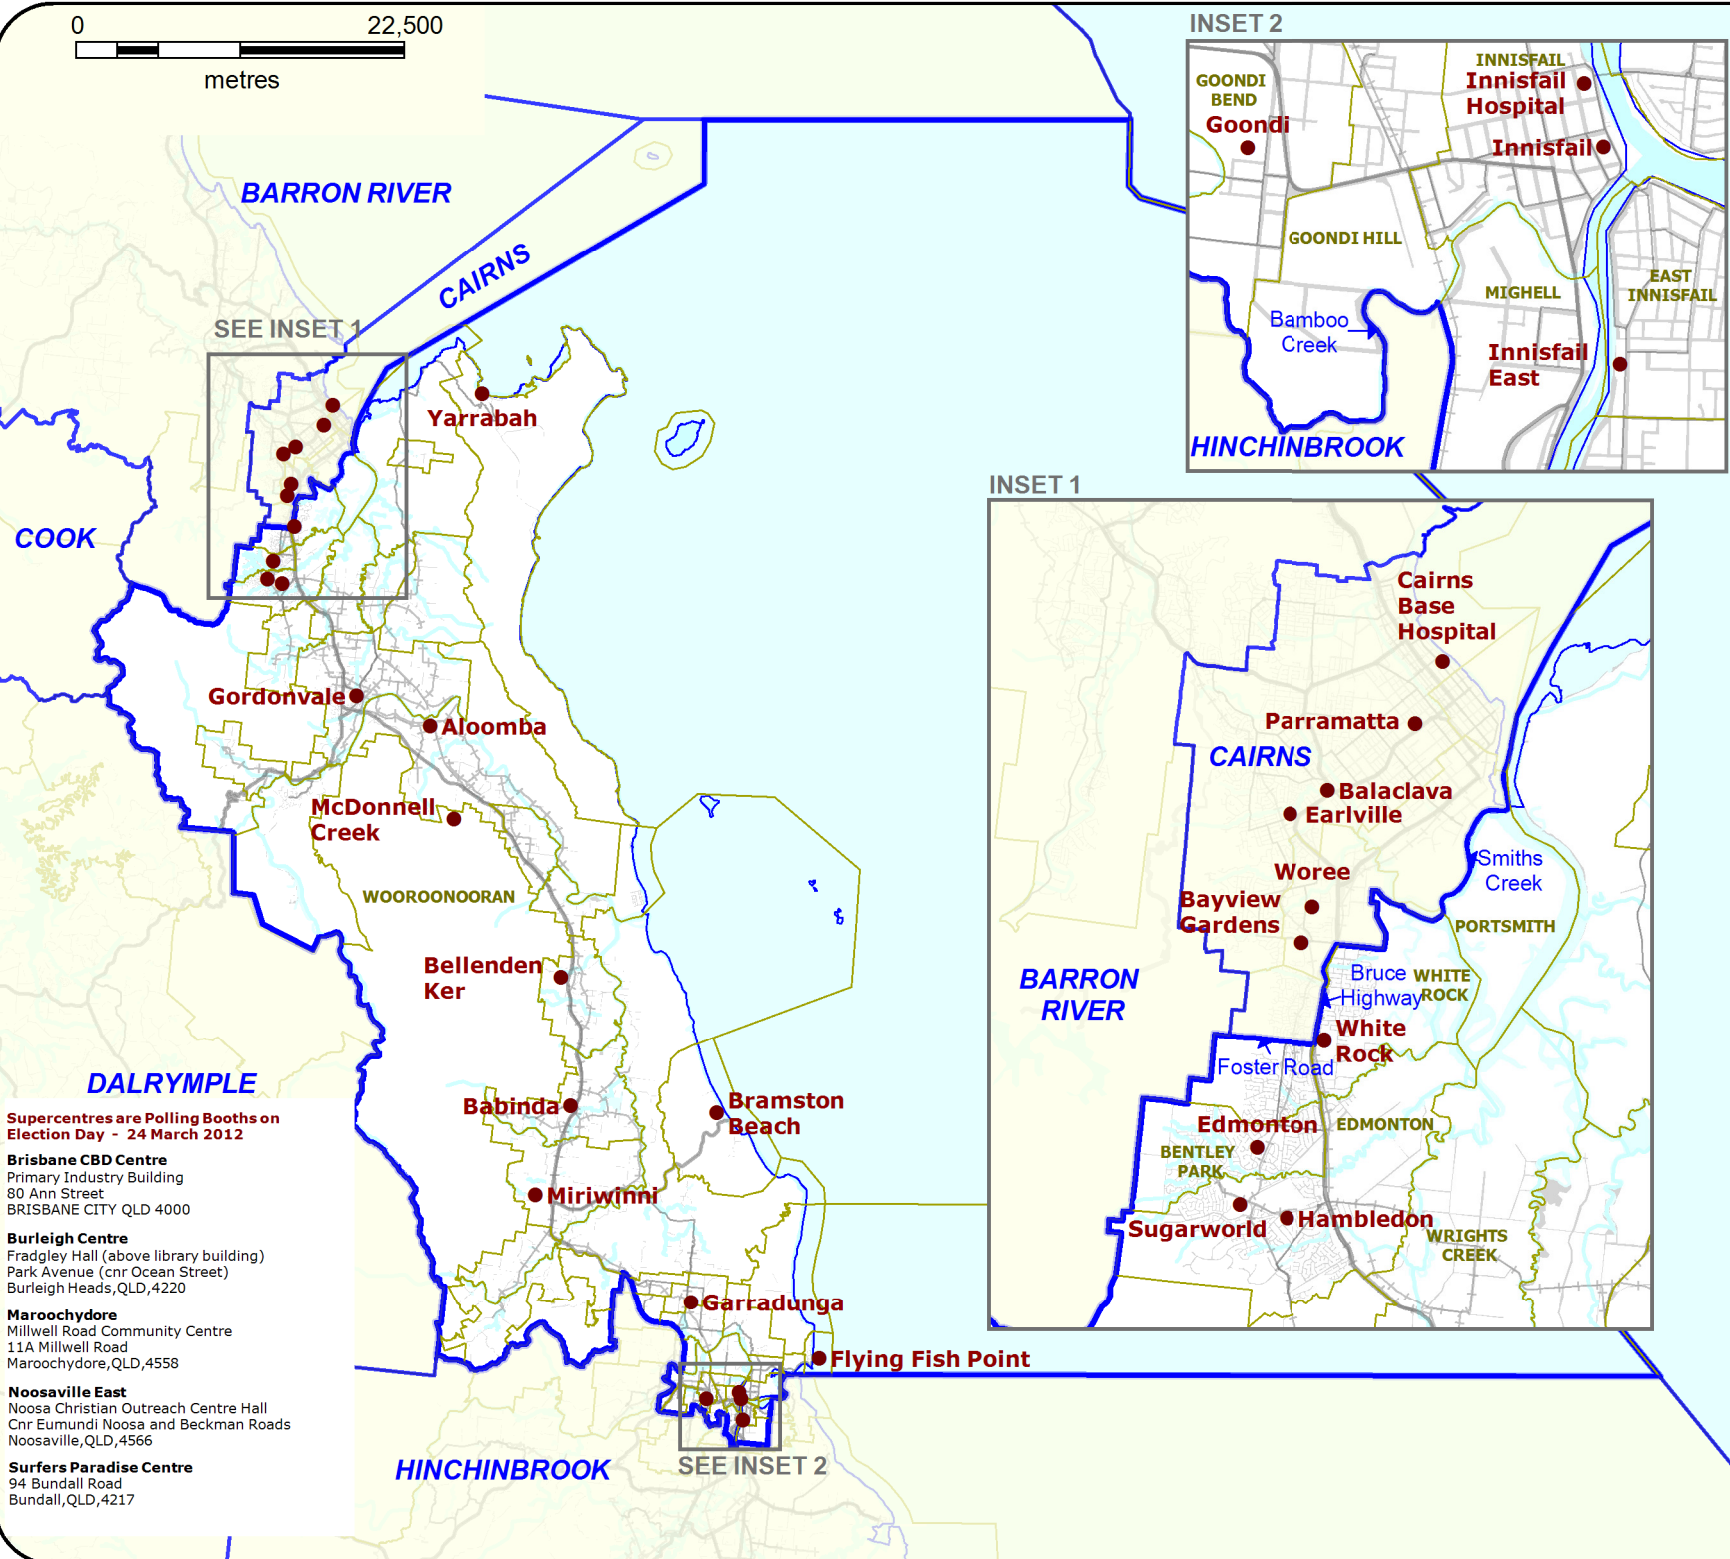 0 22,500
metres
BARRON RIVER
CAIRNS
SEE INSET 1
Yarrabah
COOK
Gordonvale
Aloomba
McDonnell
Creek
WOOROONOORAN
Bellenden
Ker
DALRYMPLE
Babinda
Bramston
Beach
Miriwinni
Garradunga
Flying Fish Point
HINCHINBROOK
SEE INSET 2
Supercentres are Polling Booths on
Election Day - 24 March 2012
Brisbane CBD Centre
Primary Industry Building
80 Ann Street
BRISBANE CITY QLD 4000
Burleigh Centre
Fradgley Hall (above library building)
Park Avenue (cnr Ocean Street)
Burleigh Heads,QLD,4220
Maroochydore
Millwell Road Community Centre
11A Millwell Road
Maroochydore,QLD,4558
Noosaville East
Noosa Christian Outreach Centre Hall
Cnr Eumundi Noosa and Beckman Roads
Noosaville,QLD,4566
Surfers Paradise Centre
94 Bundall Road
Bundall,QLD,4217
INSET 2
GOONDI
BEND
Goondi
INNISFAIL
Innisfail
Hospital
Innisfail
GOONDI HILL
EAST
INNISFAIL
MIGHELL
Bamboo
Creek
Innisfail
East
HINCHINBROOK
INSET 1
Cairns
Base
Hospital
Parramatta
CAIRNS
Balaclava
Earlville
Smiths
Creek
Woree
Bayview
Gardens
PORTSMITH
BARRON
RIVER
Bruce
Highway
WHITE
ROCK
White
Rock
Foster Road
Edmonton
EDMONTON
BENTLEY
PARK
Sugarworld
Hambledon
WRIGHTS
CREEK